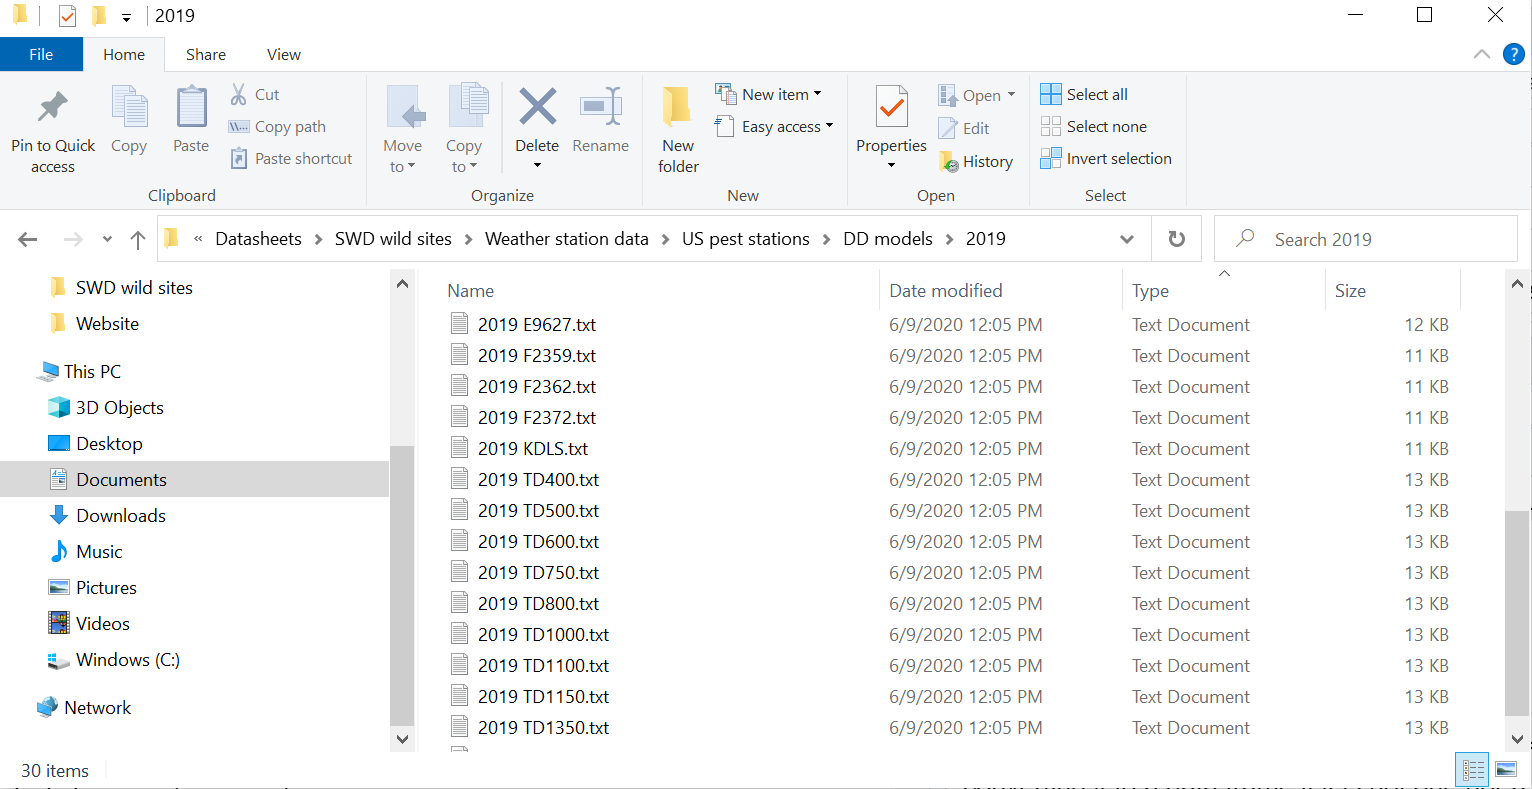 2019
File Home Share View
Pin to Quick access
Copy
Paste
Cut
Copy path
Paste shortcut
Clipboard
Move to
Copy to
Delete
Rename
Organize
New folder
New item
Easy access
New
Properties
Open
Edit
History
Open
Select all
Select none
Invert selection
Select
« Datasheets > SWD wild sites > Weather station data > US pest stations > DD models > 2019
Search 2019
SWD wild sites
Website
This PC
3D Objects
Desktop
Documents
Downloads
Music
Pictures
Videos
Windows (C:)
Network
Name Date modified Type Size
2019 E9627.txt 6/9/2020 12:05 PM Text Document 12 KB
2019 F2359.txt 6/9/2020 12:05 PM Text Document 11 KB
2019 F2362.txt 6/9/2020 12:05 PM Text Document 11 KB
2019 F2372.txt 6/9/2020 12:05 PM Text Document 11 KB
2019 KDLS.txt 6/9/2020 12:05 PM Text Document 11 KB
2019 TD400.txt 6/9/2020 12:05 PM Text Document 13 KB
2019 TD500.txt 6/9/2020 12:05 PM Text Document 13 KB
2019 TD600.txt 6/9/2020 12:05 PM Text Document 13 KB
2019 TD750.txt 6/9/2020 12:05 PM Text Document 13 KB
2019 TD800.txt 6/9/2020 12:05 PM Text Document 13 KB
2019 TD1000.txt 6/9/2020 12:05 PM Text Document 13 KB
2019 TD1100.txt 6/9/2020 12:05 PM Text Document 13 KB
2019 TD1150.txt 6/9/2020 12:05 PM Text Document 13 KB
2019 TD1350.txt 6/9/2020 12:05 PM Text Document 13 KB
30 items